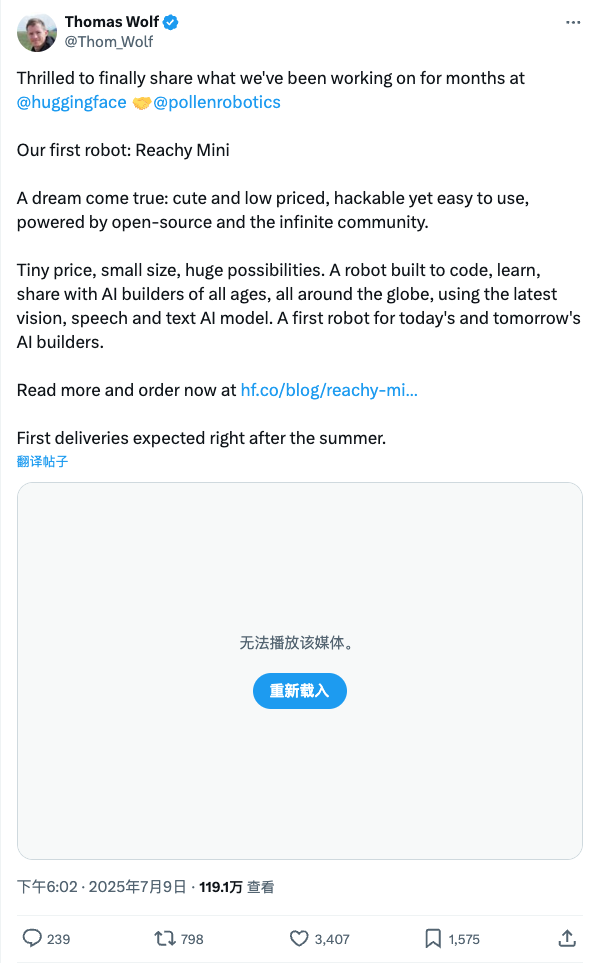 Thomas Wolf
@Thom_Wolf
Thrilled to finally share what we've been working on for months at
@huggingface 🤝@pollenrobotics
Our first robot: Reachy Mini
A dream come true: cute and low priced, hackable yet easy to use,
powered by open-source and the infinite community.
Tiny price, small size, huge possibilities. A robot built to code, learn,
share with AI builders of all ages, all around the globe, using the latest
vision, speech and text AI model. A first robot for today's and tomorrow's
AI builders.
Read more and order now at hf.co/blog/reachy-mi...
First deliveries expected right after the summer.
翻译帖子
无法播放该媒体。
重新载入
下午6:02 · 2025年7月9日 · 119.1万 查看
239 798 3,407 1,575